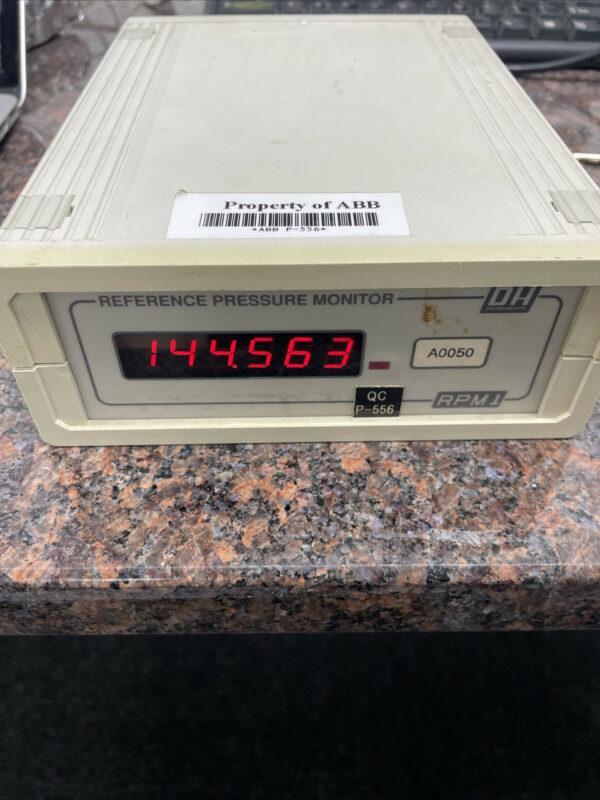 Property of ABB
*ABB P-556*
REFERENCE PRESSURE MONITOR
DH
INSTRUMENTS
144.563
A0050
QC
P-556
RPM1